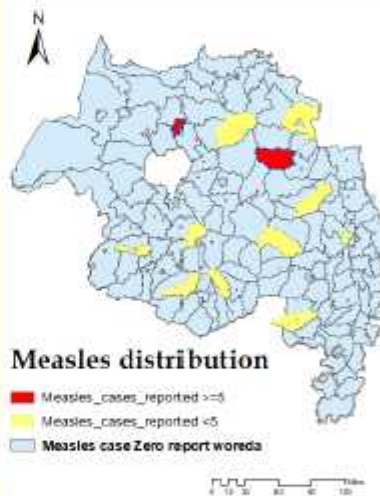 N
Measles distribution
Measles_cases_reported >=5
Measles_cases_reported <5
Measles case Zero report woreda